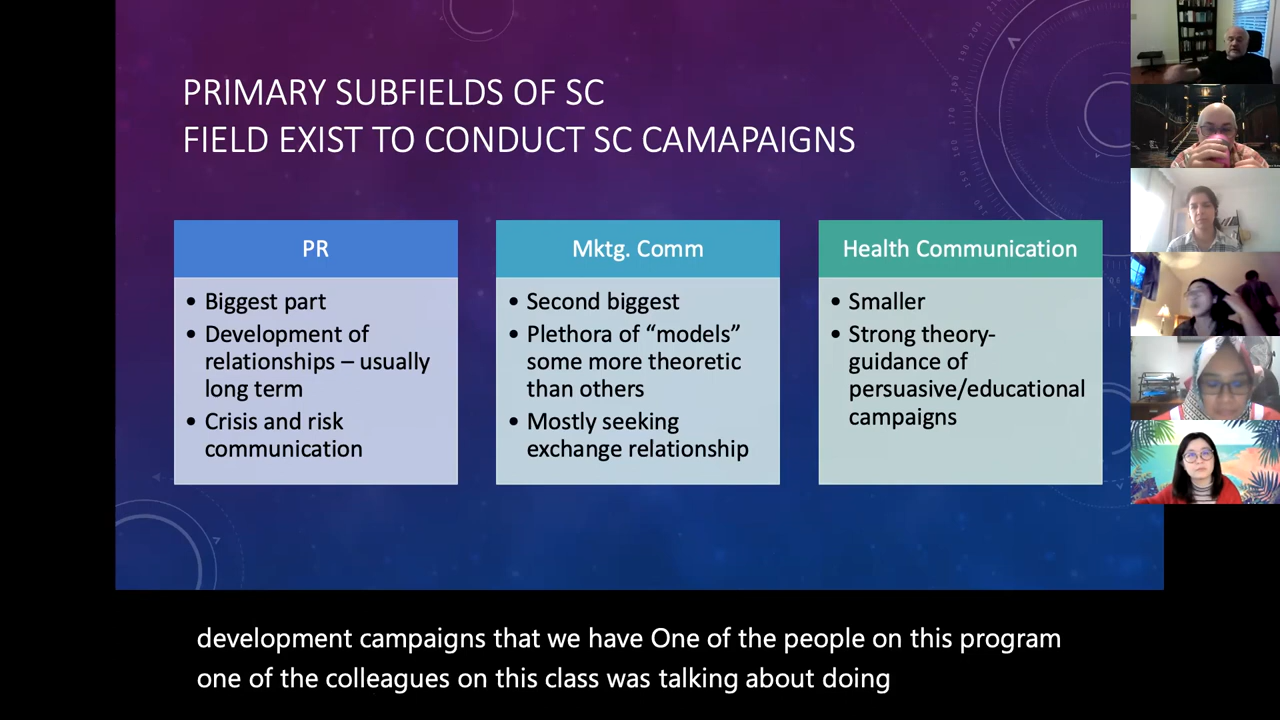 PRIMARY SUBFIELDS OF SC
FIELD EXIST TO CONDUCT SC CAMAPAIGNS
PR
• Biggest part
• Development of
relationships – usually
long term
• Crisis and risk
communication
Mktg. Comm
• Second biggest
• Plethora of “models”
some more theoretic
than others
• Mostly seeking
exchange relationship
Health Communication
• Smaller
• Strong theory-
guidance of
persuasive/educational
campaigns
development campaigns that we have One of the people on this program
one of the colleagues on this class was talking about doing